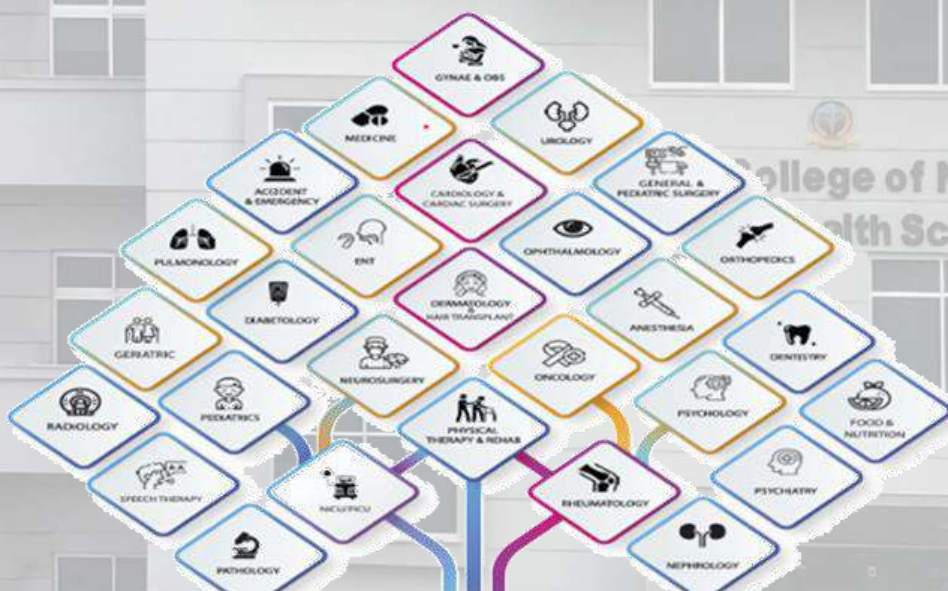 GYNAE & OBS
MEDICINE
UROLOGY
ACCIDENT
& EMERGENCY
CARDIOLOGY &
CARDIAC SURGERY
GENERAL &
PEDIATRIC SURGERY
College of
alth Sc
PULMONOLOGY
ENT
OPHTHALMOLOGY
ORTHOPEDICS
DIABETOLOGY
DERMATOLOGY
&
HAIR TRANSPLANT
ANESTHESIA
GERIATRIC
NEUROSURGERY
ONCOLOGY
DENTISTRY
RADIOLOGY
PEDIATRICS
PHYSICAL
THERAPY & REHAB
PSYCHOLOGY
FOOD &
NUTRITION
SPEECH THERAPY
NICU/PICU
RHEUMATOLOGY
PSYCHIATRY
PATHOLOGY
NEPHROLOGY